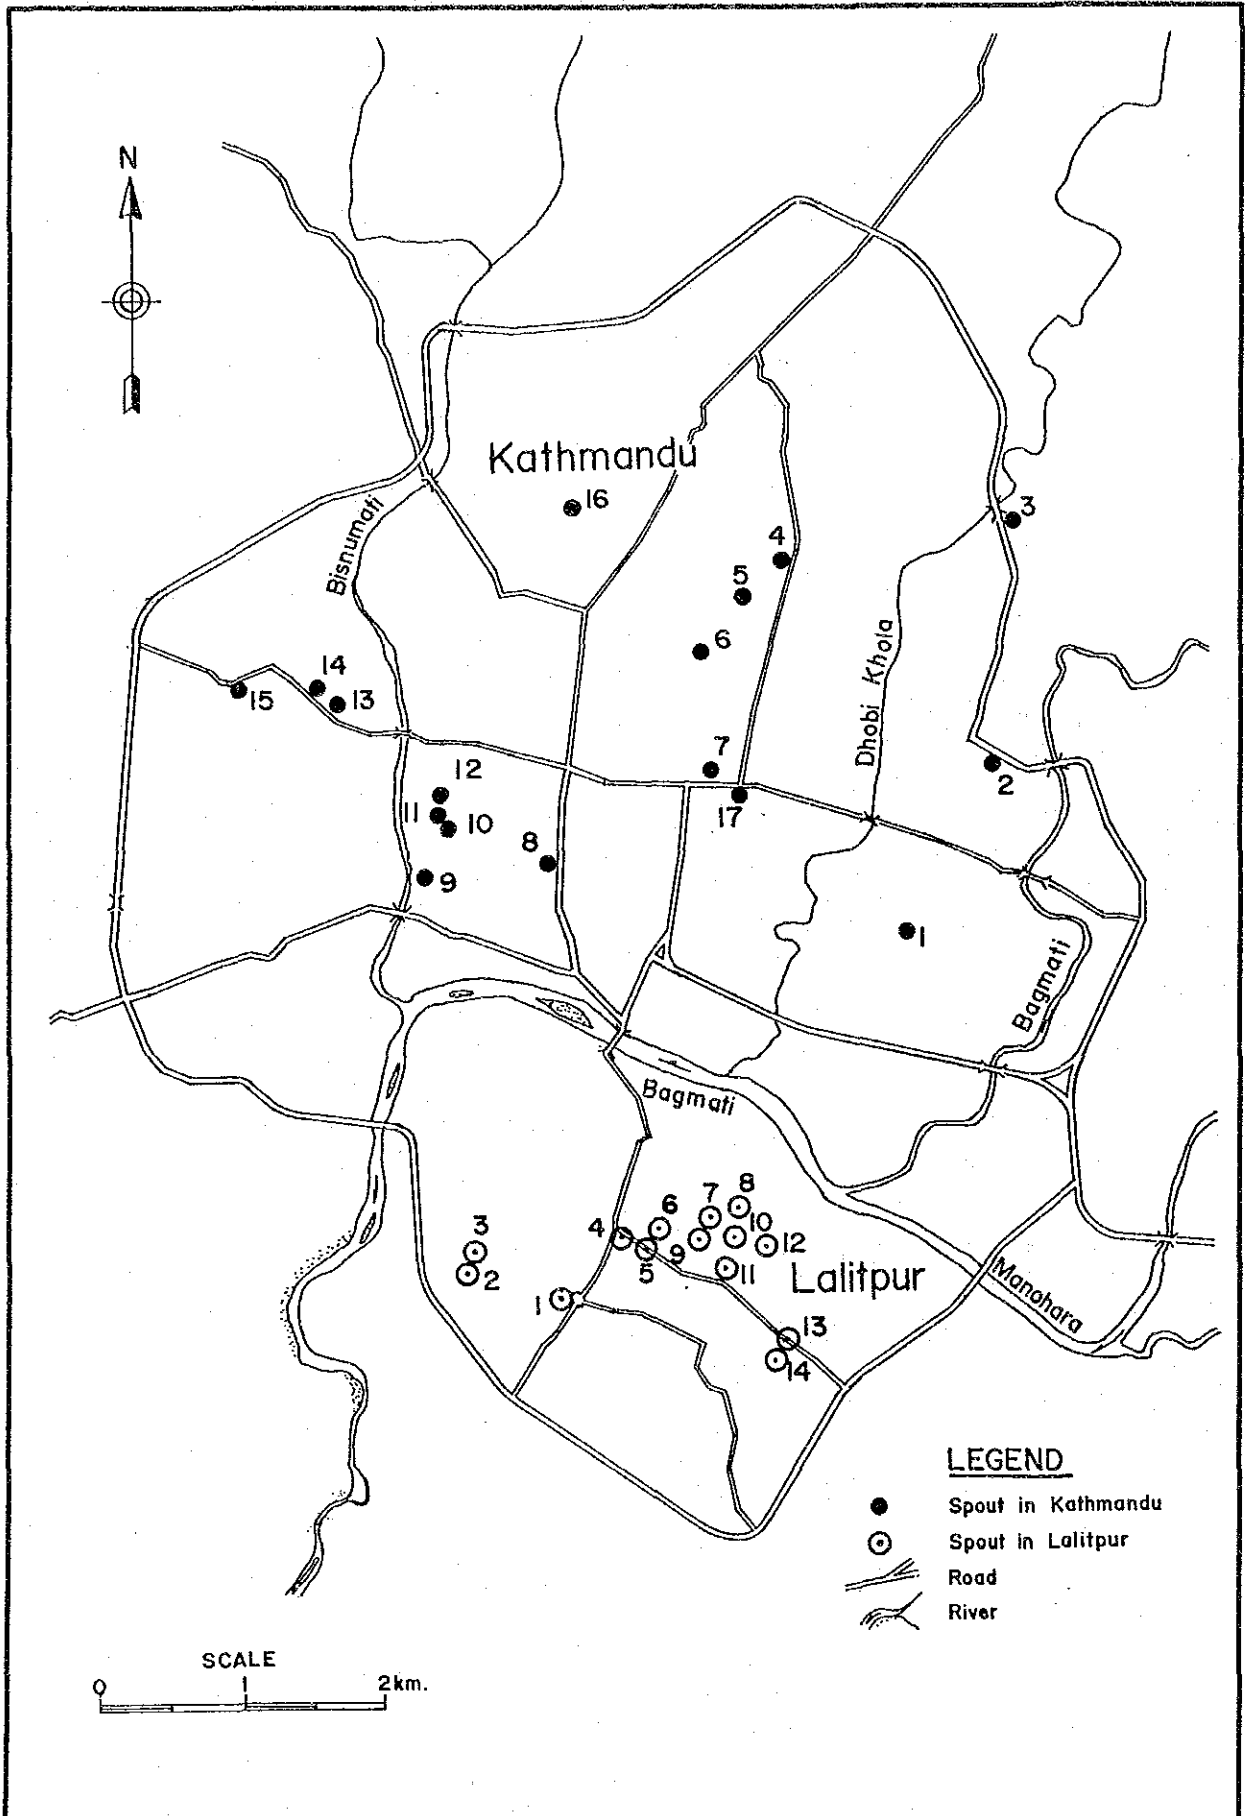 N
Kathmandu
16
Bisnumati
3
4
5
6
Dhobi Khola
14
13
15
7
2
12
17
11
10
8
9
1
Bagmati
Bagmati
8
7
6
10
4
3
9
12
5
2
11
Lalitpur
Manohara
1
13
14
LEGEND
Spout in Kathmandu
Spout in Lalitpur
Road
River
SCALE
0 1 2km.